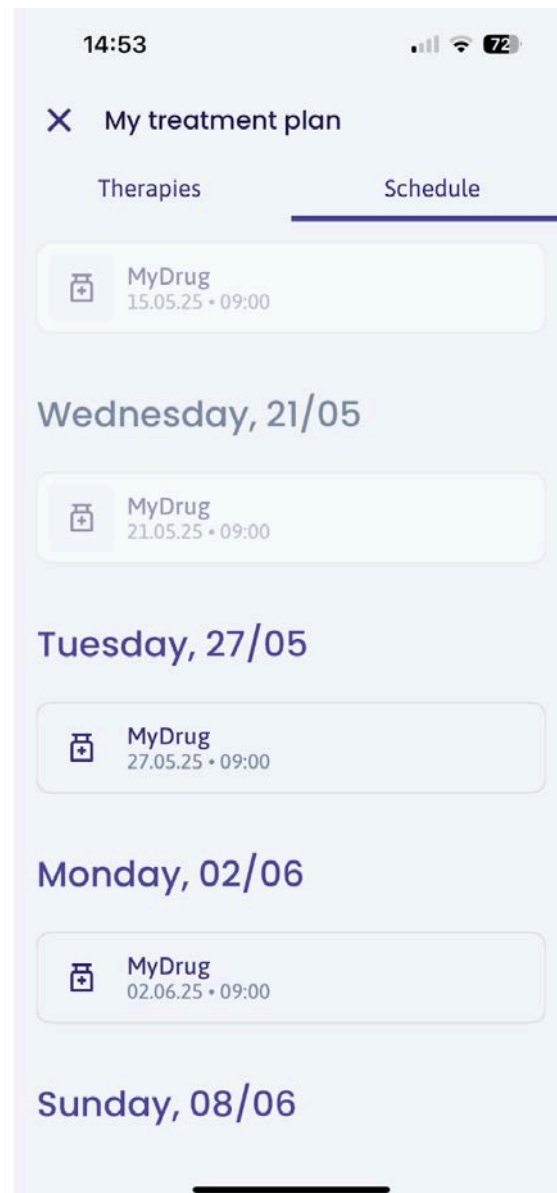 14:53
72
My treatment plan
Therapies
Schedule
MyDrug
15.05.25 • 09:00
Wednesday, 21/05
MyDrug
21.05.25 • 09:00
Tuesday, 27/05
MyDrug
27.05.25 • 09:00
Monday, 02/06
MyDrug
02.06.25 • 09:00
Sunday, 08/06